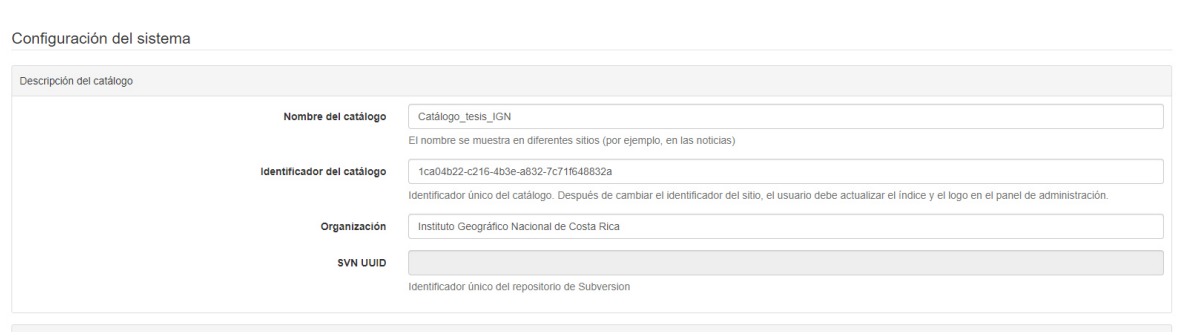 Configuración del sistema
Descripción del catálogo
Nombre del catálogo
Catálogo_tesis_IGN
El nombre se muestra en diferentes sitios (por ejemplo, en las noticias)
Identificador del catálogo
1ca04b22-c216-4b3e-a832-7c71f648832a
Identificador único del catálogo. Después de cambiar el identificador del sitio, el usuario debe actualizar el índice y el logo en el panel de administración.
Organización
Instituto Geográfico Nacional de Costa Rica
SVN UUID
Identificador único del repositorio de Subversion